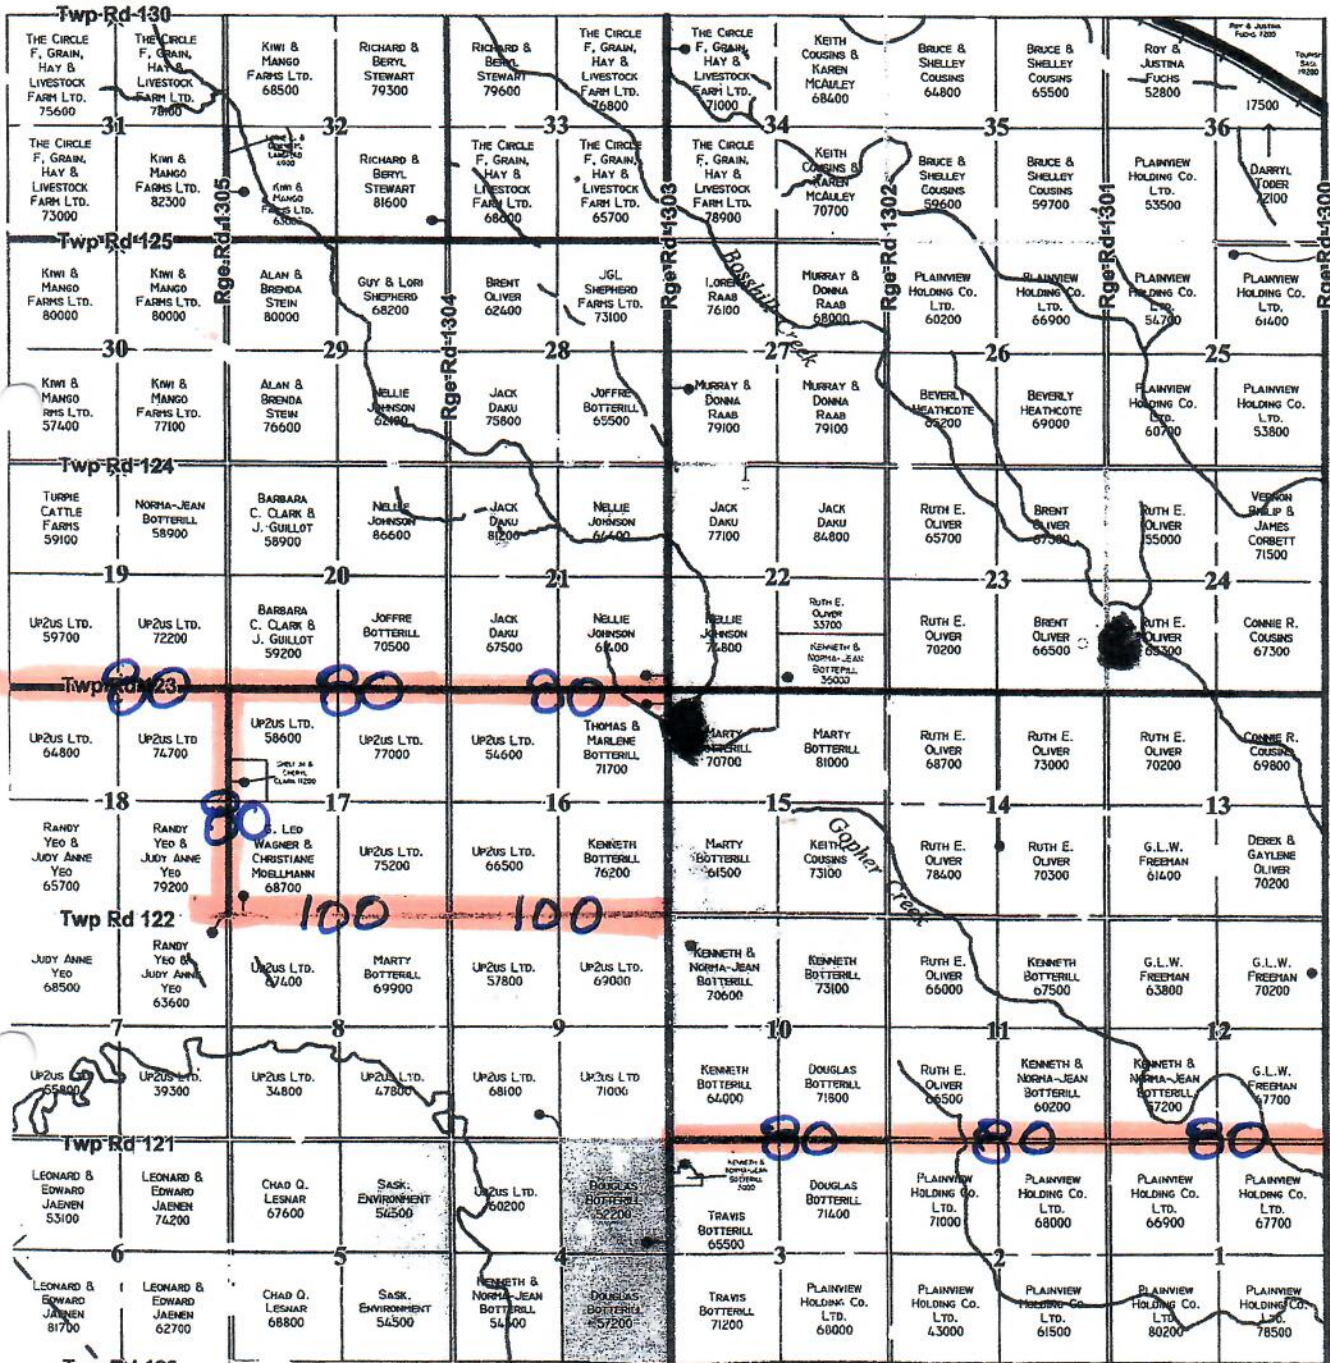 Twp Rd 130
THE CIRCLE F, GRAIN, HAY & LIVESTOCK FARM LTD. 75600
THE CIRCLE F, GRAIN, HAY & LIVESTOCK FARM LTD. 78100
KIWI & MANGO FARMS LTD. 68500
RICHARD & BERYL STEWART 79300
RICHARD & BERYL STEWART 79600
THE CIRCLE F, GRAIN, HAY & LIVESTOCK FARM LTD. 76800
THE CIRCLE F, GRAIN, HAY & LIVESTOCK FARM LTD. 71000
KEITH COUSINS & KAREN MCAULEY 68400
BRUCE & SHELLEY COUSINS 64800
BRUCE & SHELLEY COUSINS 65500
ROY & JUSTINA FUCHS 52800
ROY & JUSTINA FUCHS 7200
17500
31 32 33 34 35 36
THE CIRCLE F, GRAIN, HAY & LIVESTOCK FARM LTD. 73000
KIWI & MANGO FARMS LTD. 82300
KIWI & MANGO FARMS LTD.
RICHARD & BERYL STEWART 81600
THE CIRCLE F, GRAIN, HAY & LIVESTOCK FARM LTD. 68600
THE CIRCLE F, GRAIN, HAY & LIVESTOCK FARM LTD. 65700
THE CIRCLE F, GRAIN, HAY & LIVESTOCK FARM LTD. 78900
KEITH COUSINS & KAREN MCAULEY 70700
BRUCE & SHELLEY COUSINS 59600
BRUCE & SHELLEY COUSINS 59700
PLAINVIEW HOLDING CO. LTD. 53500
DARRYL TODER 72100
Rge Rd 1305
Rge Rd 1304
Rge Rd 1303
Rge Rd 1302
Rge Rd 1301
Rge Rd 1300
Twp Rd 125
KIWI & MANGO FARMS LTD. 80000
KIWI & MANGO FARMS LTD. 80000
ALAN & BRENDA STEIN 80000
GUY & LORI SHEPHERD 68200
BRENT OLIVER 62400
JGL SHEPHERD FARMS LTD. 73100
LOREN RAAB 76100
MURRAY & DONNA RAAB 68000
PLAINVIEW HOLDING CO. LTD. 60200
PLAINVIEW HOLDING CO. LTD. 66900
PLAINVIEW HOLDING CO. LTD. 54700
PLAINVIEW HOLDING CO. LTD. 61400
Bosshill Creek
30 29 28 27 26 25
KIWI & MANGO RMS LTD. 57400
KIWI & MANGO FARMS LTD. 77100
ALAN & BRENDA STEIN 76600
NELLIE JOHNSON 62100
JACK DAKU 75800
JOFFRE BOTTERILL 65500
MURRAY & DONNA RAAB 79100
MURRAY & DONNA RAAB 79100
BEVERLY HEATHCOTE 65200
BEVERLY HEATHCOTE 69000
PLAINVIEW HOLDING CO. LTD. 60700
PLAINVIEW HOLDING CO. LTD. 53800
Twp Rd 124
TURPIE CATTLE FARMS 59100
NORMA-JEAN BOTTERILL 58900
BARBARA C. CLARK & J. GUILLOT 58900
NELLIE JOHNSON 86600
JACK DAKU 81200
NELLIE JOHNSON 64400
JACK DAKU 77100
JACK DAKU 84800
RUTH E. OLIVER 65700
BRENT OLIVER 67300
RUTH E. OLIVER 55000
VERNON PHILIP & JAMES CORBETT 71500
19 20 21 22 23 24
UP2US LTD. 59700
UP2US LTD. 72200
BARBARA C. CLARK & J. GUILLOT 59200
JOFFRE BOTTERILL 70500
JACK DAKU 67500
NELLIE JOHNSON 61400
NELLIE JOHNSON 74800
RUTH E. OLIVER 33700
KENNETH & NORMA-JEAN BOTTERILL 35000
RUTH E. OLIVER 70200
BRENT OLIVER 66500
RUTH E. OLIVER 65300
CONNIE R. COUSINS 67300
Twp Rd 123
80 80 80
UP2US LTD. 64800
UP2US LTD 74700
UP2US LTD. 58600
UP2US LTD. 77000
UP2US LTD. 54600
THOMAS & MARLENE BOTTERILL 71700
MARTY BOTTERILL 70700
MARTY BOTTERILL 81000
RUTH E. OLIVER 68700
RUTH E. OLIVER 73000
RUTH E. OLIVER 70200
CONNIE R. COUSINS 69800
18 17 16 15 14 13
80
RANDY YEO & JUDY ANNE YEO 65700
RANDY YEO & JUDY ANNE YEO 79200
G. LEO WAGNER & CHRISTIANE MOELLMANN 68700
UP2US LTD. 75200
UP2US LTD. 66500
KENNETH BOTTERILL 76200
MARTY BOTTERILL 61500
KEITH COUSINS 73100
Gopher Creek
RUTH E. OLIVER 78400
RUTH E. OLIVER 70300
G.L.W. FREEMAN 61400
DEREK & GAYLENE OLIVER 70200
Twp Rd 122
100 100
JUDY ANNE YEO 68500
RANDY YEO & JUDY ANNE YEO 63600
UP2US LTD. 67400
MARTY BOTTERILL 69900
UP2US LTD. 57800
UP2US LTD. 69000
KENNETH & NORMA-JEAN BOTTERILL 70600
KENNETH BOTTERILL 73100
RUTH E. OLIVER 66000
KENNETH BOTTERILL 67500
G.L.W. FREEMAN 63800
G.L.W. FREEMAN 70200
7 8 9 10 11 12
UP2US LTD 55800
UP2US LTD. 39300
UP2US LTD. 34800
UP2US LTD. 47800
UP2US LTD. 68100
UP2US LTD 71000
KENNETH BOTTERILL 64000
DOUGLAS BOTTERILL 71800
RUTH E. OLIVER 66500
KENNETH & NORMA-JEAN BOTTERILL 60200
KENNETH & NORMA-JEAN BOTTERILL 57200
G.L.W. FREEMAN 67700
Twp Rd 121
80 80 80
LEONARD & EDWARD JAENEN 53100
LEONARD & EDWARD JAENEN 74200
CHAD Q. LESNAR 67600
SASK. ENVIRONMENT 54500
UP2US LTD. 60200
DOUGLAS BOTTERILL 52200
TRAVIS BOTTERILL 65500
DOUGLAS BOTTERILL 71400
PLAINVIEW HOLDING CO. LTD. 71000
PLAINVIEW HOLDING CO. LTD. 68000
PLAINVIEW HOLDING CO. LTD. 66900
PLAINVIEW HOLDING CO. LTD. 67700
6 5 4 3 2 1
LEONARD & EDWARD JAENEN 81700
LEONARD & EDWARD JAENEN 62700
CHAD Q. LESNAR 68800
SASK. ENVIRONMENT 54500
KENNETH & NORMA-JEAN BOTTERILL
DOUGLAS BOTTERILL 57200
TRAVIS BOTTERILL 71200
PLAINVIEW HOLDING CO. LTD. 68000
PLAINVIEW HOLDING CO. LTD. 43000
PLAINVIEW HOLDING CO. LTD. 61500
PLAINVIEW HOLDING CO. LTD. 80200
PLAINVIEW HOLDING CO. LTD. 78500